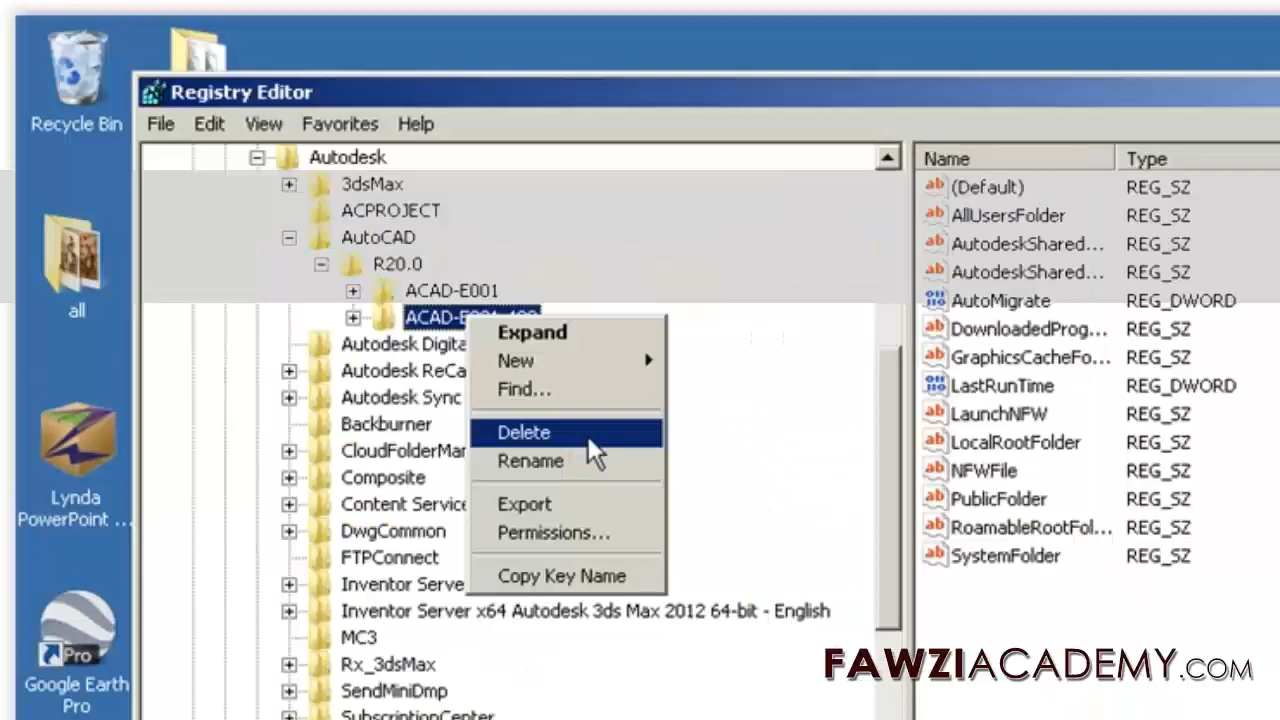 Recycle Bin
Registry Editor
File Edit View Favorites Help
Autodesk
3dsMax
ACPROJECT
AutoCAD
R20.0
ACAD-E001
Autodesk Digita
Autodesk ReCa
Autodesk Sync
Backburner
CloudFolderMar
Composite
Content Service
DwgCommon
FTPConnect
Inventor Serve
Inventor Server x64 Autodesk 3ds Max 2012 64-bit - English
MC3
Rx_3dsMax
SendMiniDmp
SubscriptionCenter
Expand
New
Find...
Delete
Rename
Export
Permissions...
Copy Key Name
Name Type
(Default) REG_SZ
AllUsersFolder REG_SZ
AutodeskShared... REG_SZ
AutodeskShared... REG_SZ
AutoMigrate REG_DWORD
DownloadedProg... REG_SZ
GraphicsCacheFo... REG_SZ
LastRunTime REG_DWORD
LaunchNFW REG_SZ
LocalRootFolder REG_SZ
NFWFile REG_SZ
PublicFolder REG_SZ
RoamableRootFol... REG_SZ
SystemFolder REG_SZ
all
Lynda
PowerPoint ...
Pro
Google Earth
Pro
FAWZIACADEMY.COM